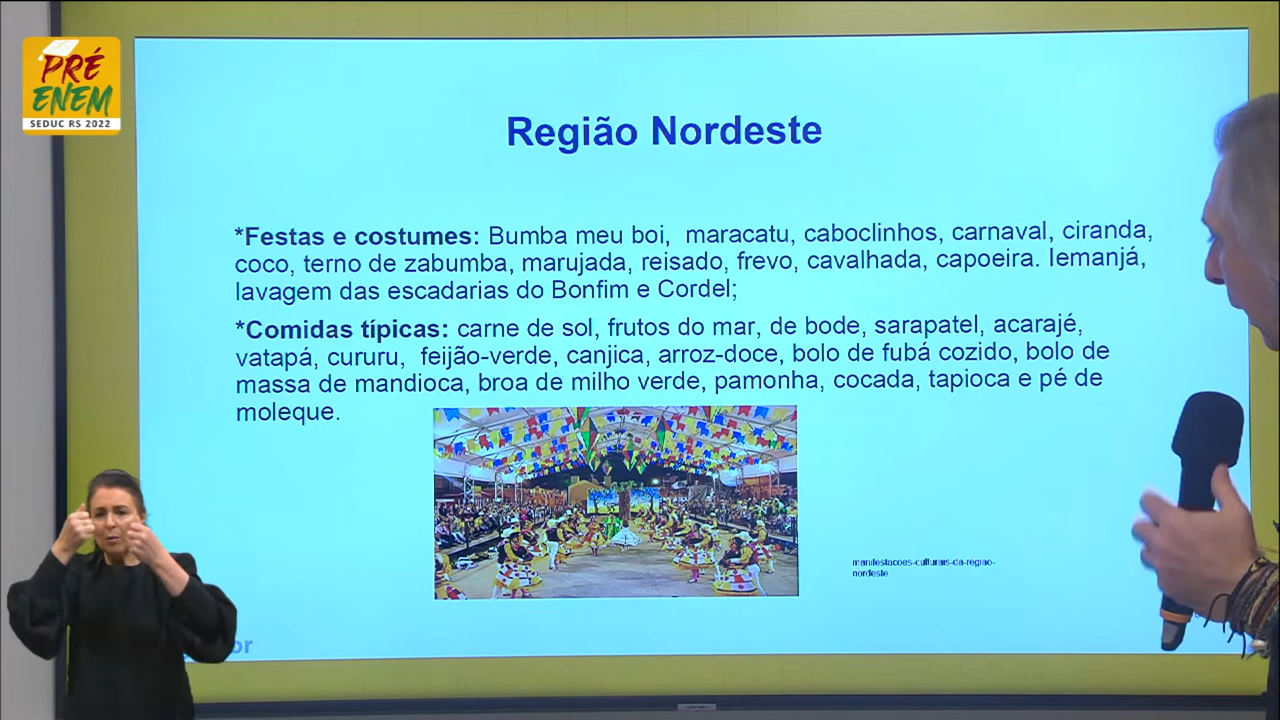 PRÉ
ENEM
SEDUC RS 2022
Região Nordeste
*Festas e costumes: Bumba meu boi, maracatu, caboclinhos, carnaval, ciranda,
coco, terno de zabumba, marujada, reisado, frevo, cavalhada, capoeira. Iemanjá,
lavagem das escadarias do Bonfim e Cordel;
*Comidas típicas: carne de sol, frutos do mar, de bode, sarapatel, acarajé,
vatapá, cururu, feijão-verde, canjica, arroz-doce, bolo de fubá cozido, bolo de
massa de mandioca, broa de milho verde, pamonha, cocada, tapioca e pé de
moleque.
manifestacoes-culturais-da-regiao-
nordeste